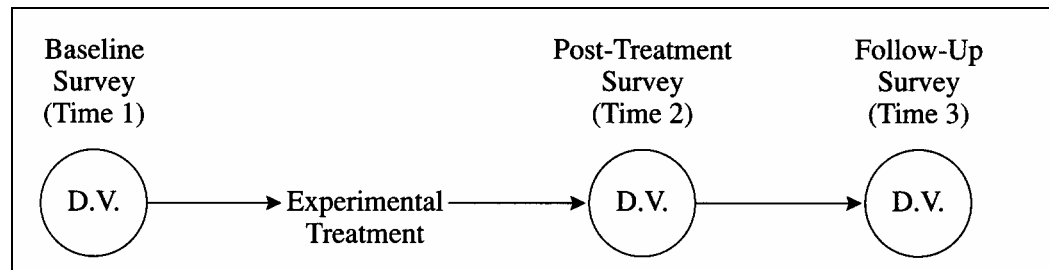 Baseline
Survey
(Time 1)
Post-Treatment
Survey
(Time 2)
Follow-Up
Survey
(Time 3)
D.V.
Experimental
Treatment
D.V.
D.V.